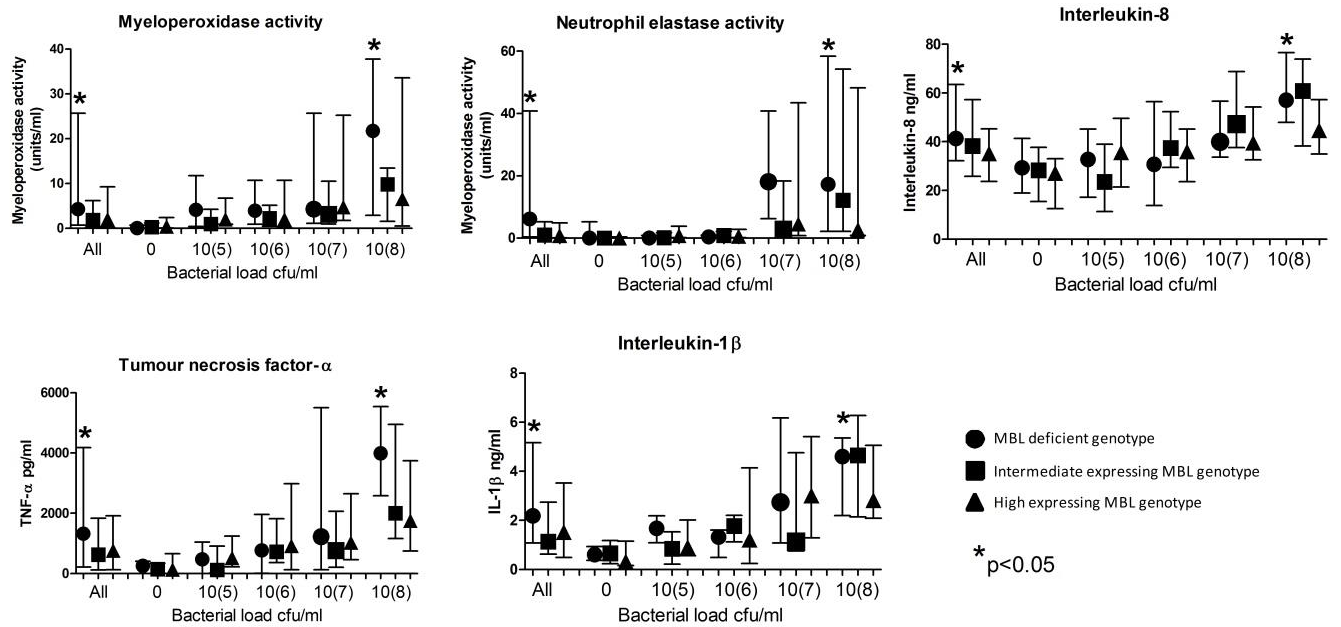 Myeloperoxidase activity
Myeloperoxidase activity
(units/ml)
40
30
20
10
0
*
*
All 0 10(5) 10(6) 10(7) 10(8)
Bacterial load cfu/ml
Neutrophil elastase activity
Myeloperoxidase activity
(units/ml)
60
40
20
0
*
*
All 0 10(5) 10(6) 10(7) 10(8)
Bacterial load cfu/ml
Interleukin-8
Interleukin-8 ng/ml
80
60
40
20
0
*
*
All 0 10(5) 10(6) 10(7) 10(8)
Bacterial load cfu/ml
Tumour necrosis factor-α
TNF-α pg/ml
6000
4000
2000
0
*
*
All 0 10(5) 10(6) 10(7) 10(8)
Bacterial load cfu/ml
Interleukin-1β
IL-1β ng/ml
8
6
4
2
0
*
*
All 0 10(5) 10(6) 10(7) 10(8)
Bacterial load cfu/ml
MBL deficient genotype
Intermediate expressing MBL genotype
High expressing MBL genotype
*p<0.05